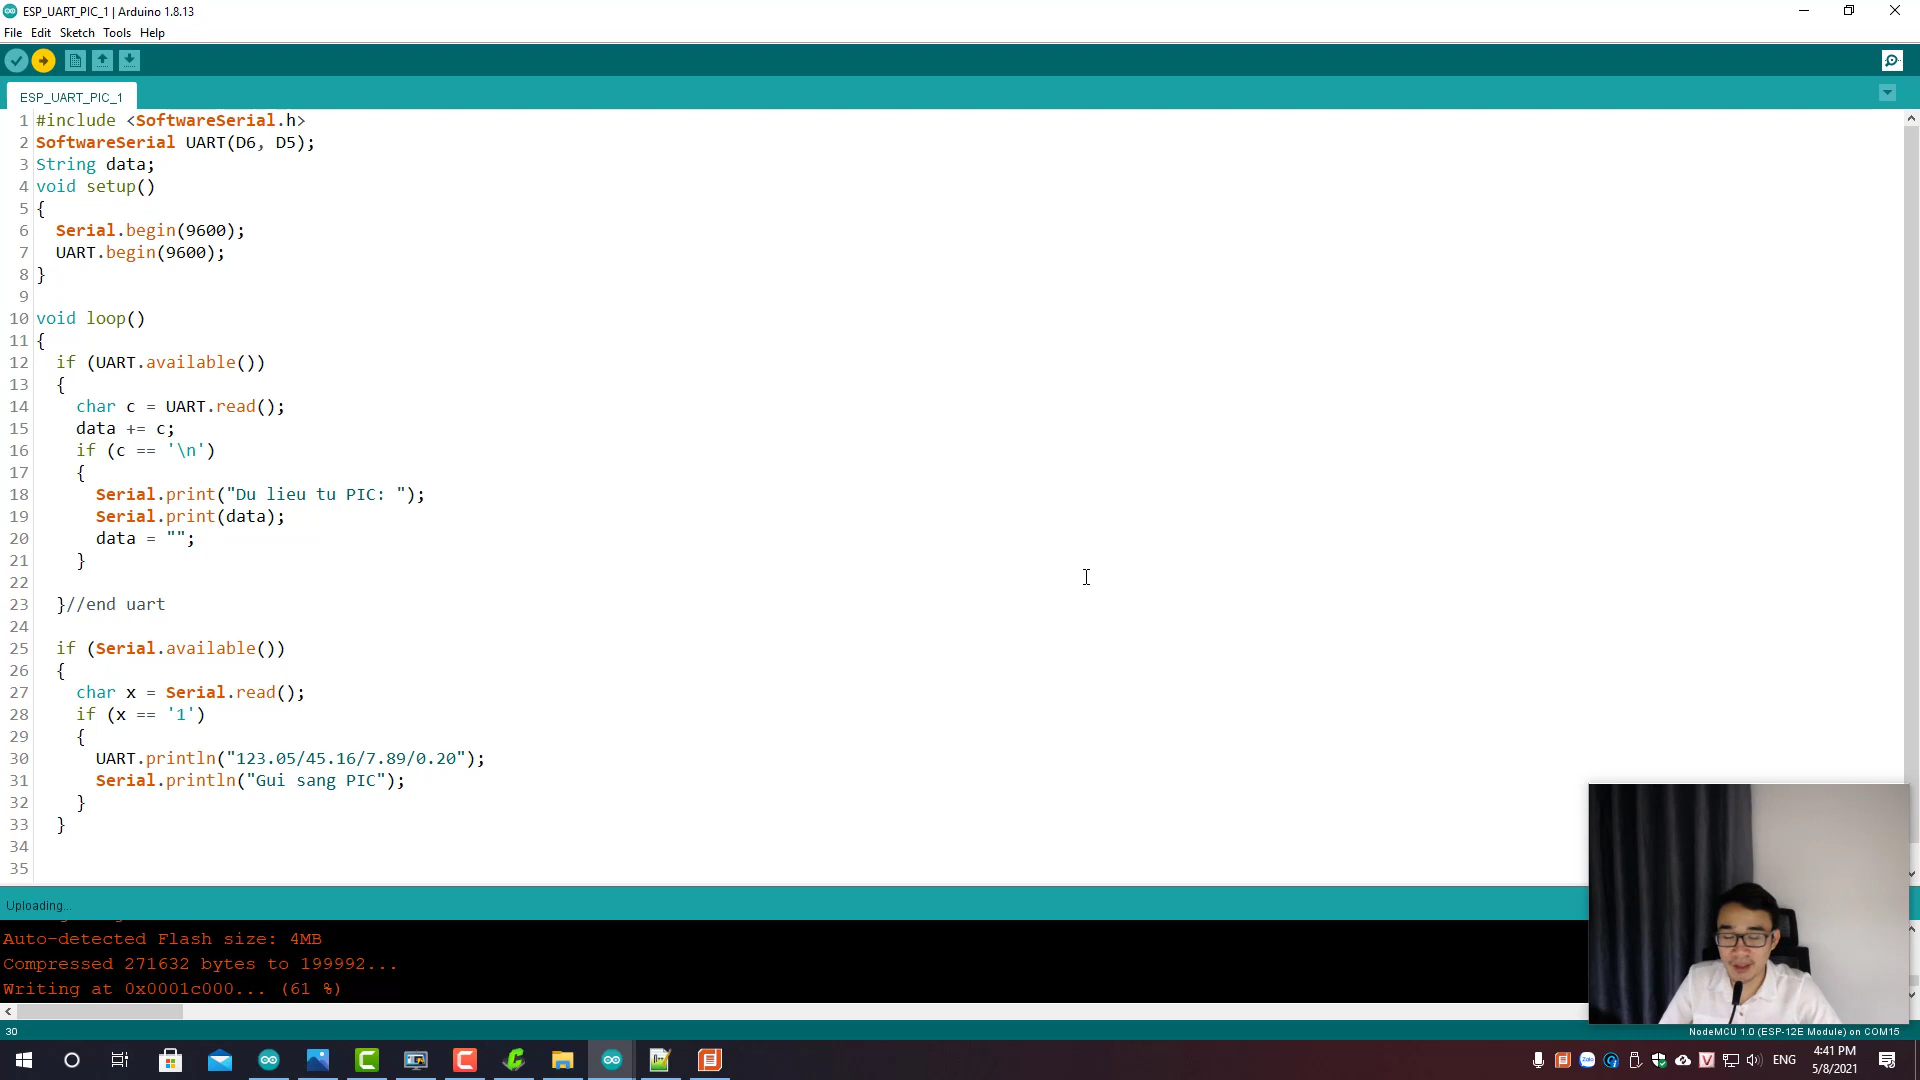 ESP_UART_PIC_1 | Arduino 1.8.13
File Edit Sketch Tools Help
ESP_UART_PIC_1
1 #include <SoftwareSerial.h>
2 SoftwareSerial UART(D6, D5);
3 String data;
4 void setup()
5 {
6 Serial.begin(9600);
7 UART.begin(9600);
8 }
9
10 void loop()
11 {
12 if (UART.available())
13 {
14 char c = UART.read();
15 data += c;
16 if (c == '\n')
17 {
18 Serial.print("Du lieu tu PIC: ");
19 Serial.print(data);
20 data = "";
21 }
22
23 }//end uart
24
25 if (Serial.available())
26 {
27 char x = Serial.read();
28 if (x == '1')
29 {
30 UART.println("123.05/45.16/7.89/0.20");
31 Serial.println("Gui sang PIC");
32 }
33 }
34
35
Uploading...
Auto-detected Flash size: 4MB
Compressed 271632 bytes to 199992...
Writing at 0x0001c000... (61 %)
30
NodeMCU 1.0 (ESP-12E Module) on COM15
ENG
4:41 PM
5/8/2021